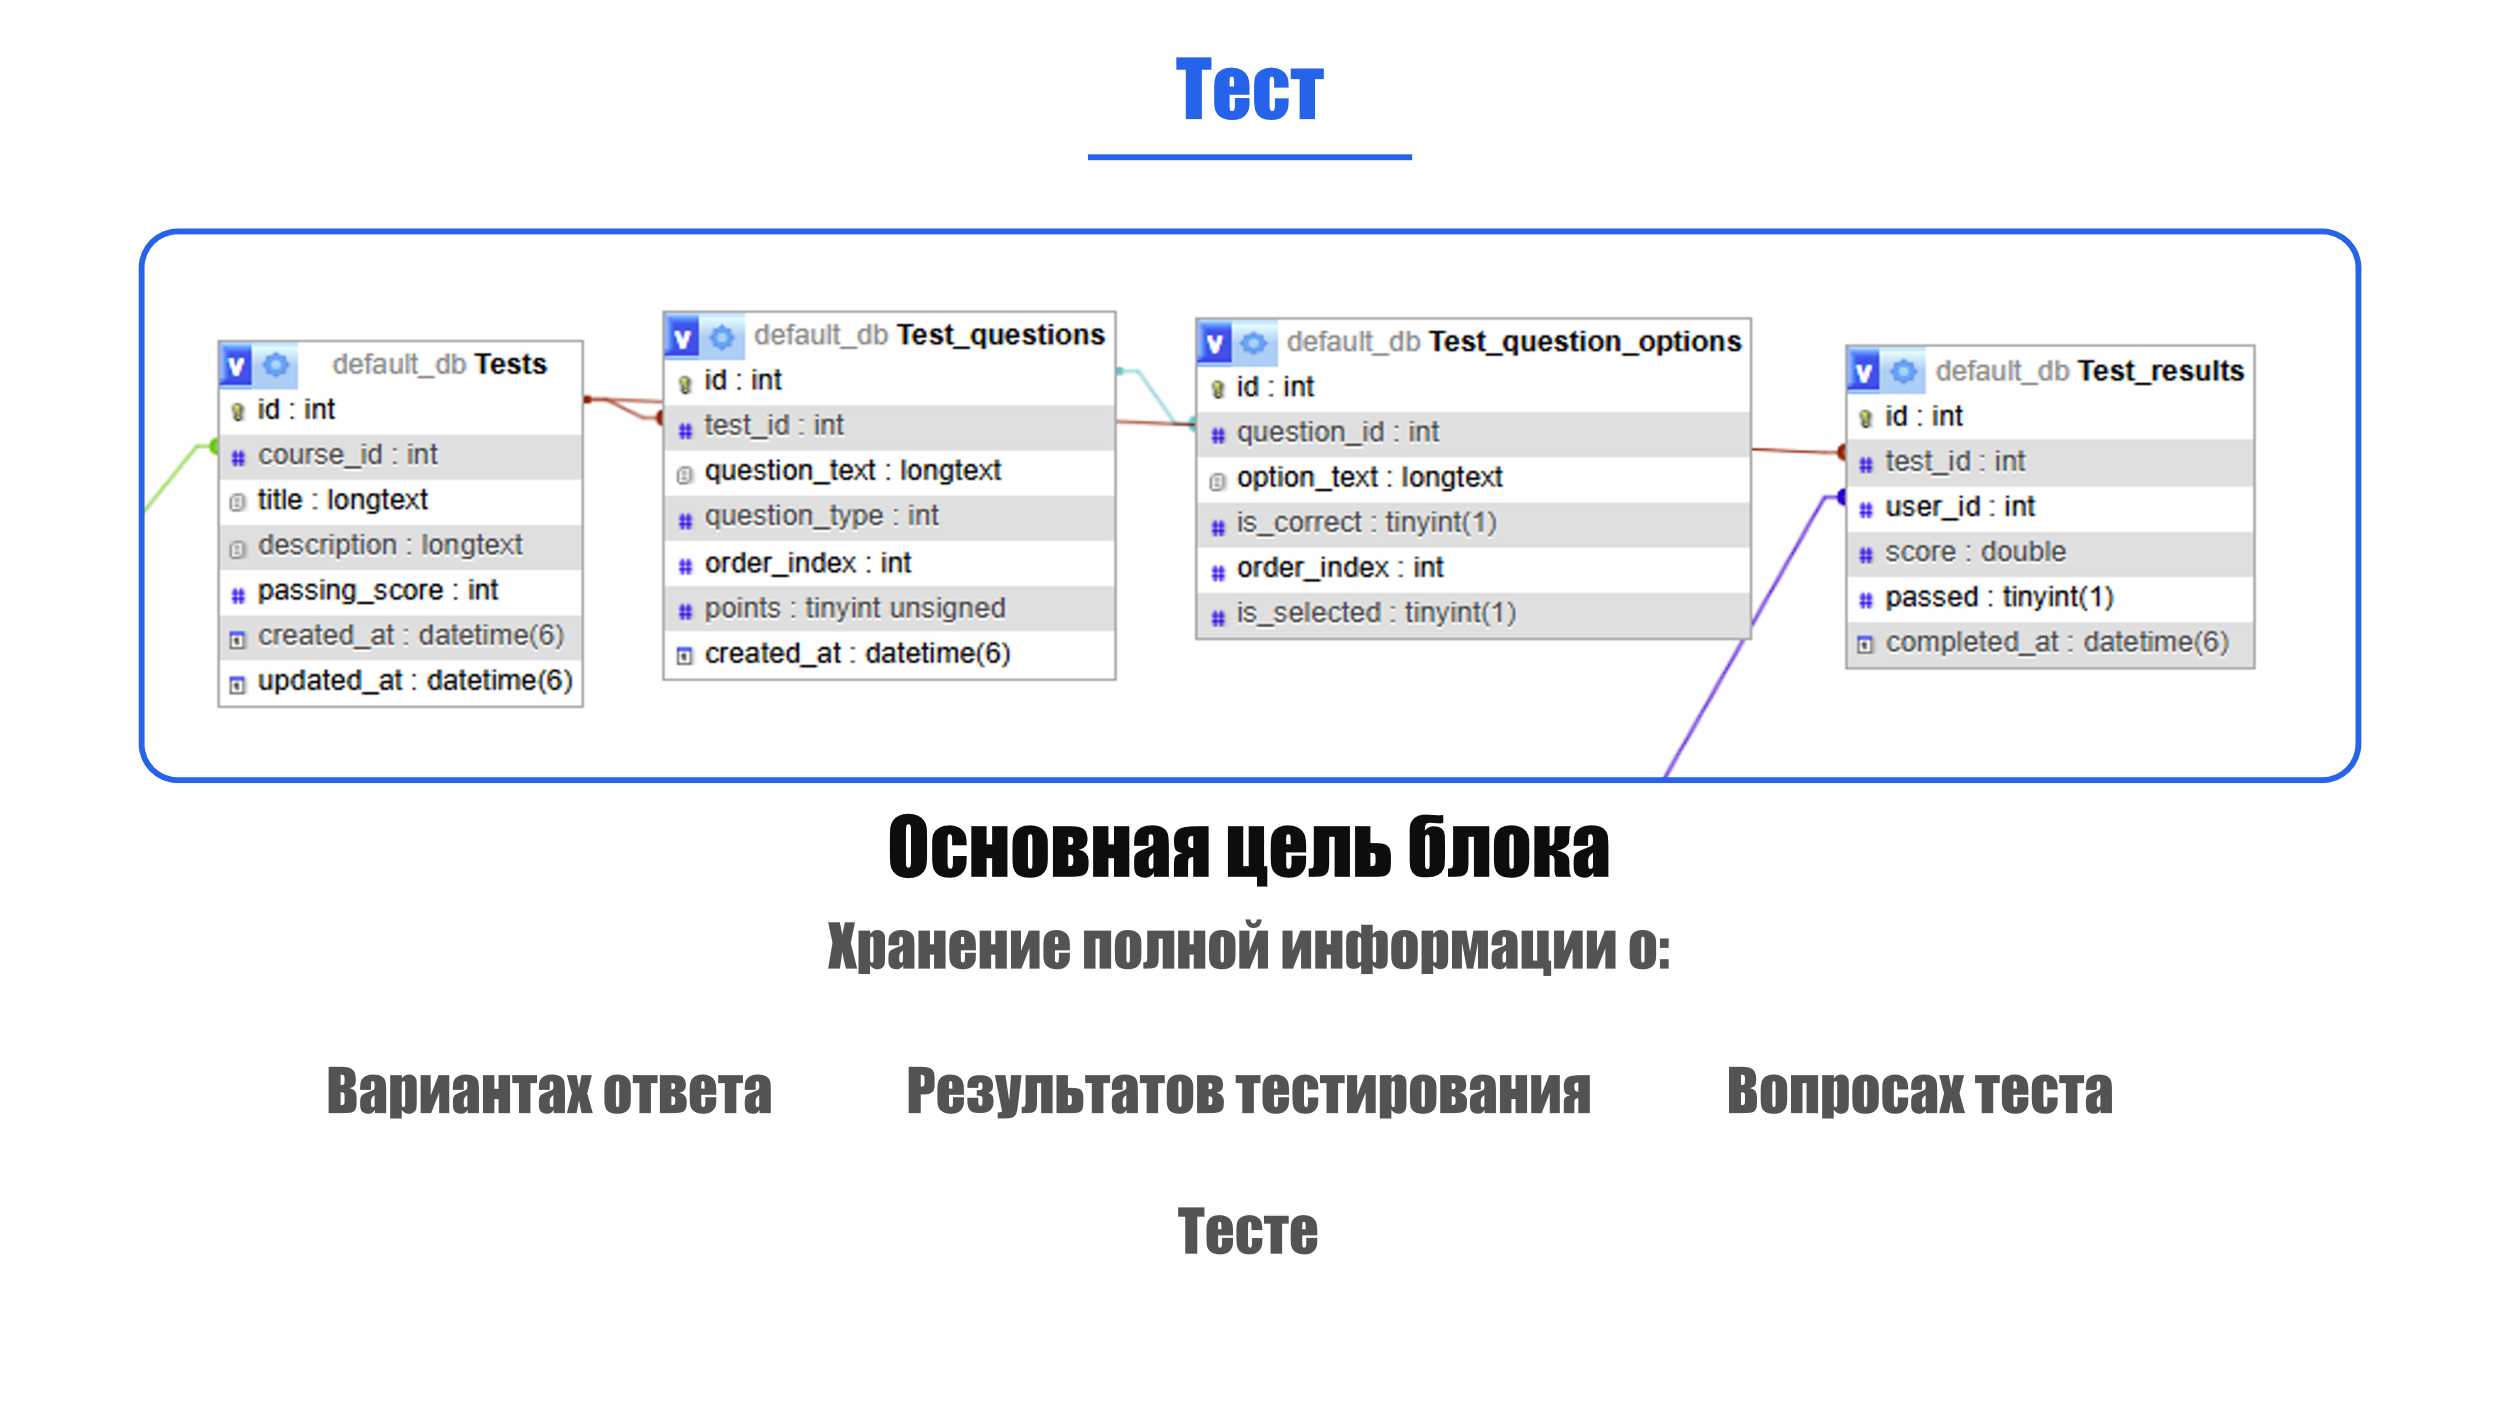 Тест
default_db Tests
id : int
course_id : int
title : longtext
description : longtext
passing_score : int
created_at : datetime(6)
updated_at : datetime(6)
default_db Test_questions
id : int
test_id : int
question_text : longtext
question_type : int
order_index : int
points : tinyint unsigned
created_at : datetime(6)
default_db Test_question_options
id : int
question_id : int
option_text : longtext
is_correct : tinyint(1)
order_index : int
is_selected : tinyint(1)
default_db Test_results
id : int
test_id : int
user_id : int
score : double
passed : tinyint(1)
completed_at : datetime(6)
Основная цель блока
Хранение полной информации о:
Вариантах ответа
Результатов тестирования
Вопросах теста
Тесте